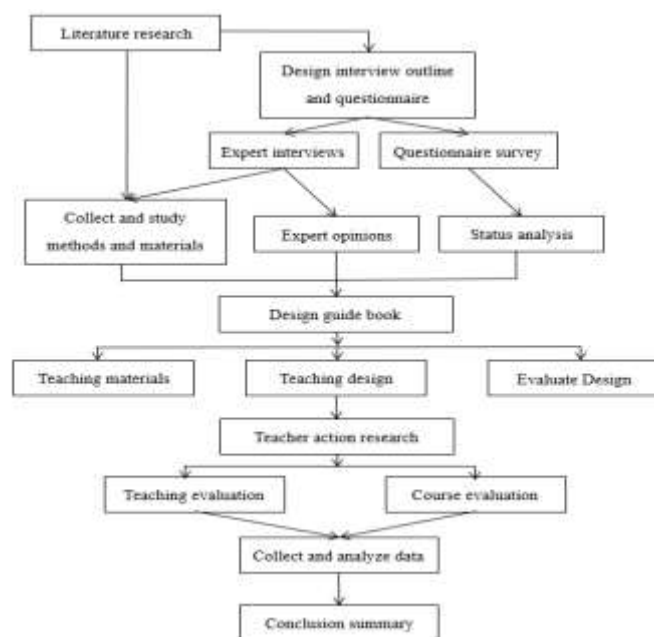 Literature research
Design interview outline
and questionnaire
Expert interviews
Questionnaire survey
Collect and study
methods and materials
Expert opinions
Status analysis
Design guide book
Teaching materials
Teaching design
Evaluate Design
Teacher action research
Teaching evaluation
Course evaluation
Collect and analyze data
Conclusion summary